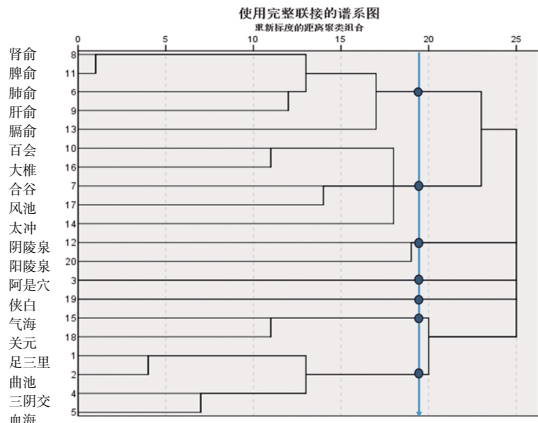 使用完整联接的谱系图
重新标度的距离聚类组合
0 5 10 15 20 25
肾俞 8
脾俞 11
肺俞 6
肝俞 9
膈俞 13
百会 10
大椎 16
合谷 7
风池 17
太冲 14
阴陵泉 12
阳陵泉 20
阿是穴 3
侠白 19
气海 15
关元 18
足三里 1
曲池 2
三阴交 4
血海 5